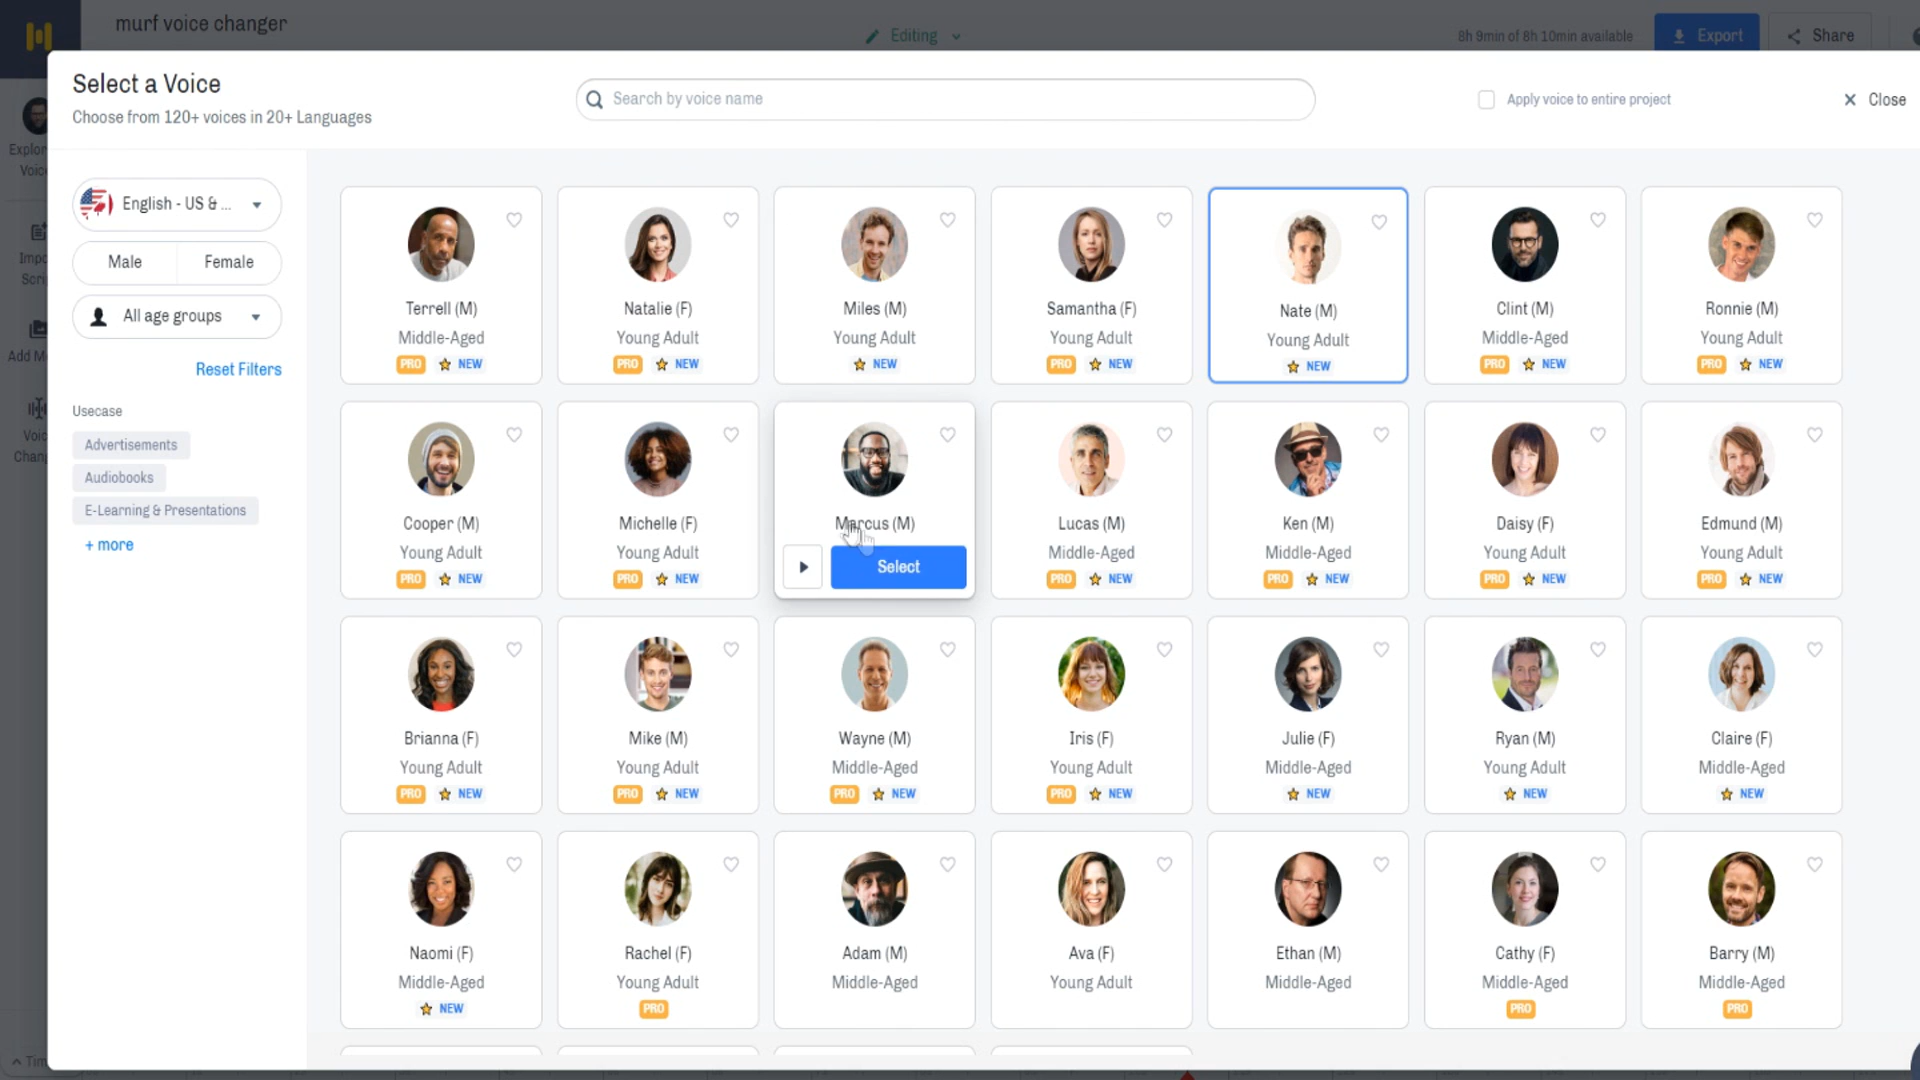 murf voice changer
Editing
8h 9min of 8h 10min available
Export
Share
Select a Voice
Choose from 120+ voices in 20+ Languages
Search by voice name
Apply voice to entire project
Close
English - US & ...
Male
Female
All age groups
Reset Filters
Usecase
Advertisements
Audiobooks
E-Learning & Presentations
+ more
Terrell (M)
Middle-Aged
PRO NEW
Natalie (F)
Young Adult
PRO NEW
Miles (M)
Young Adult
NEW
Samantha (F)
Young Adult
PRO NEW
Nate (M)
Young Adult
NEW
Clint (M)
Middle-Aged
PRO NEW
Ronnie (M)
Young Adult
PRO NEW
Cooper (M)
Young Adult
PRO NEW
Michelle (F)
Young Adult
PRO NEW
Marcus (M)
Select
Lucas (M)
Middle-Aged
PRO NEW
Ken (M)
Middle-Aged
PRO NEW
Daisy (F)
Young Adult
PRO NEW
Edmund (M)
Young Adult
PRO NEW
Brianna (F)
Young Adult
PRO NEW
Mike (M)
Young Adult
PRO NEW
Wayne (M)
Middle-Aged
PRO NEW
Iris (F)
Young Adult
PRO NEW
Julie (F)
Middle-Aged
NEW
Ryan (M)
Young Adult
NEW
Claire (F)
Middle-Aged
NEW
Naomi (F)
Middle-Aged
NEW
Rachel (F)
Young Adult
PRO
Adam (M)
Middle-Aged
Ava (F)
Young Adult
Ethan (M)
Middle-Aged
Cathy (F)
Middle-Aged
PRO
Barry (M)
Middle-Aged
PRO